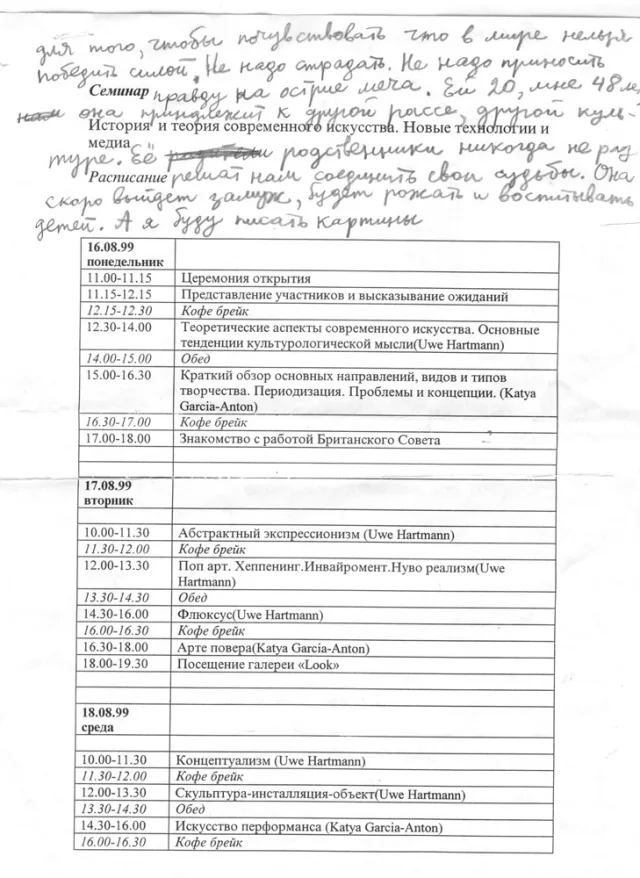 для того, чтобы почувствовать что в мире нельзя
победить силой. Не надо страдать. Не надо приносить
Семинар
правду на острие меча. Ей 20, мне 48 и
она принадлежит к другой рассе, другой куль-
История и теория современного искусства. Новые технологии и
медиа
туре. Её родственники никогда не раз
Расписание
решат нам соединить свои судьбы. Она
скоро выйдет замуж, будет рожать и воспитывать
детей. А я буду писать картины
16.08.99
понедельник
11.00-11.15 Церемония открытия
11.15-12.15 Представление участников и высказывание ожиданий
12.15-12.30 Кофе брейк
12.30-14.00 Теоретические аспекты современного искусства. Основные
тенденции культурологической мысли(Uwe Hartmann)
14.00-15.00 Обед
15.00-16.30 Краткий обзор основных направлений, видов и типов
творчества. Периодизация. Проблемы и концепции. (Katya
Garcia-Anton)
16.30-17.00 Кофе брейк
17.00-18.00 Знакомство с работой Британского Совета
17.08.99
вторник
10.00-11.30 Абстрактный экспрессионизм (Uwe Hartmann)
11.30-12.00 Кофе брейк
12.00-13.30 Поп арт. Хеппенинг.Инвайромент.Нуво реализм(Uwe
Hartmann)
13.30-14.30 Обед
14.30-16.00 Флюксус(Uwe Hartmann)
16.00-16.30 Кофе брейк
16.30-18.00 Арте повера(Katya Garcia-Anton)
18.00-19.30 Посещение галереи «Look»
18.08.99
среда
10.00-11.30 Концептуализм (Uwe Hartmann)
11.30-12.00 Кофе брейк
12.00-13.30 Скульптура-инсталляция-объект(Uwe Hartmann)
13.30-14.30 Обед
14.30-16.00 Искусство перформанса (Katya Garcia-Anton)
16.00-16.30 Кофе брейк